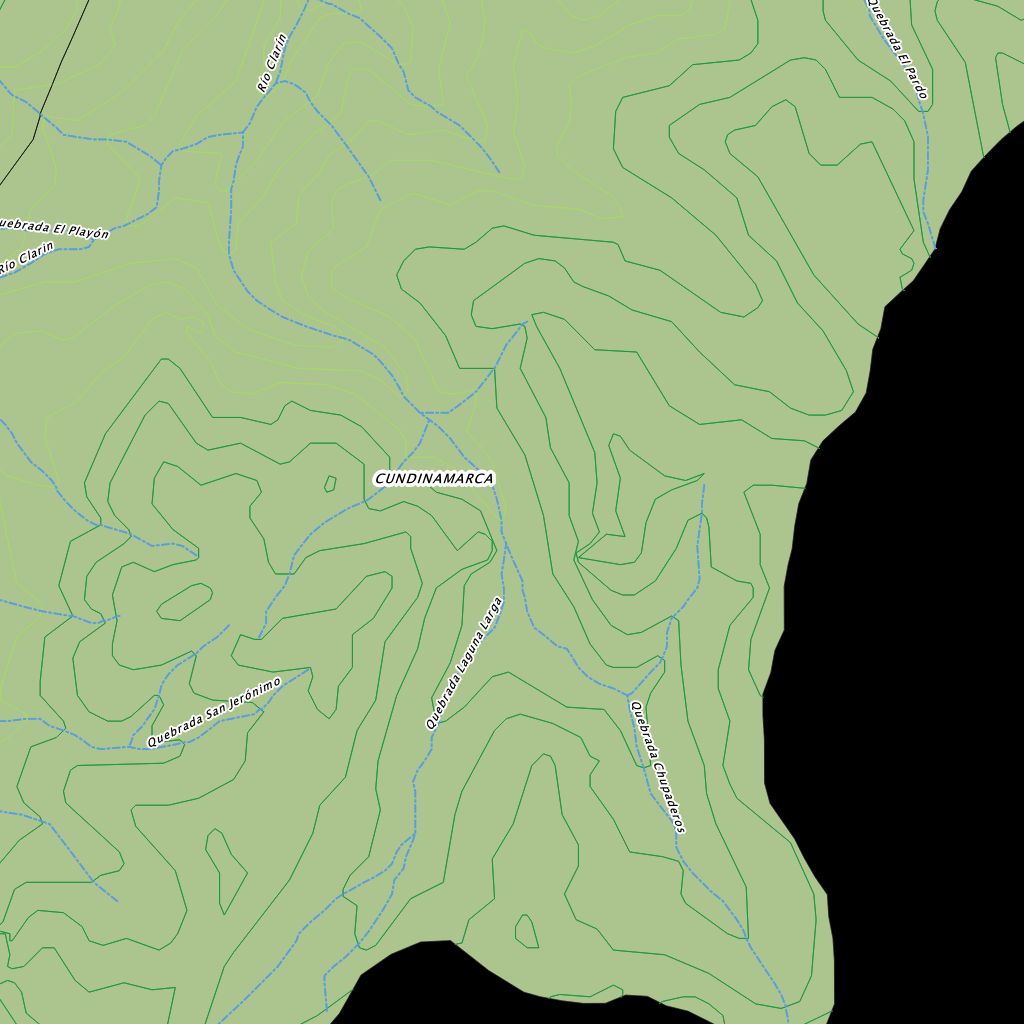 Quebrada El Pardo
Río Clarín
uebrada El Playón
Río Clarín
CUNDINAMARCA
Quebrada Laguna Larga
Quebrada San Jerónimo
Quebrada Chupaderos